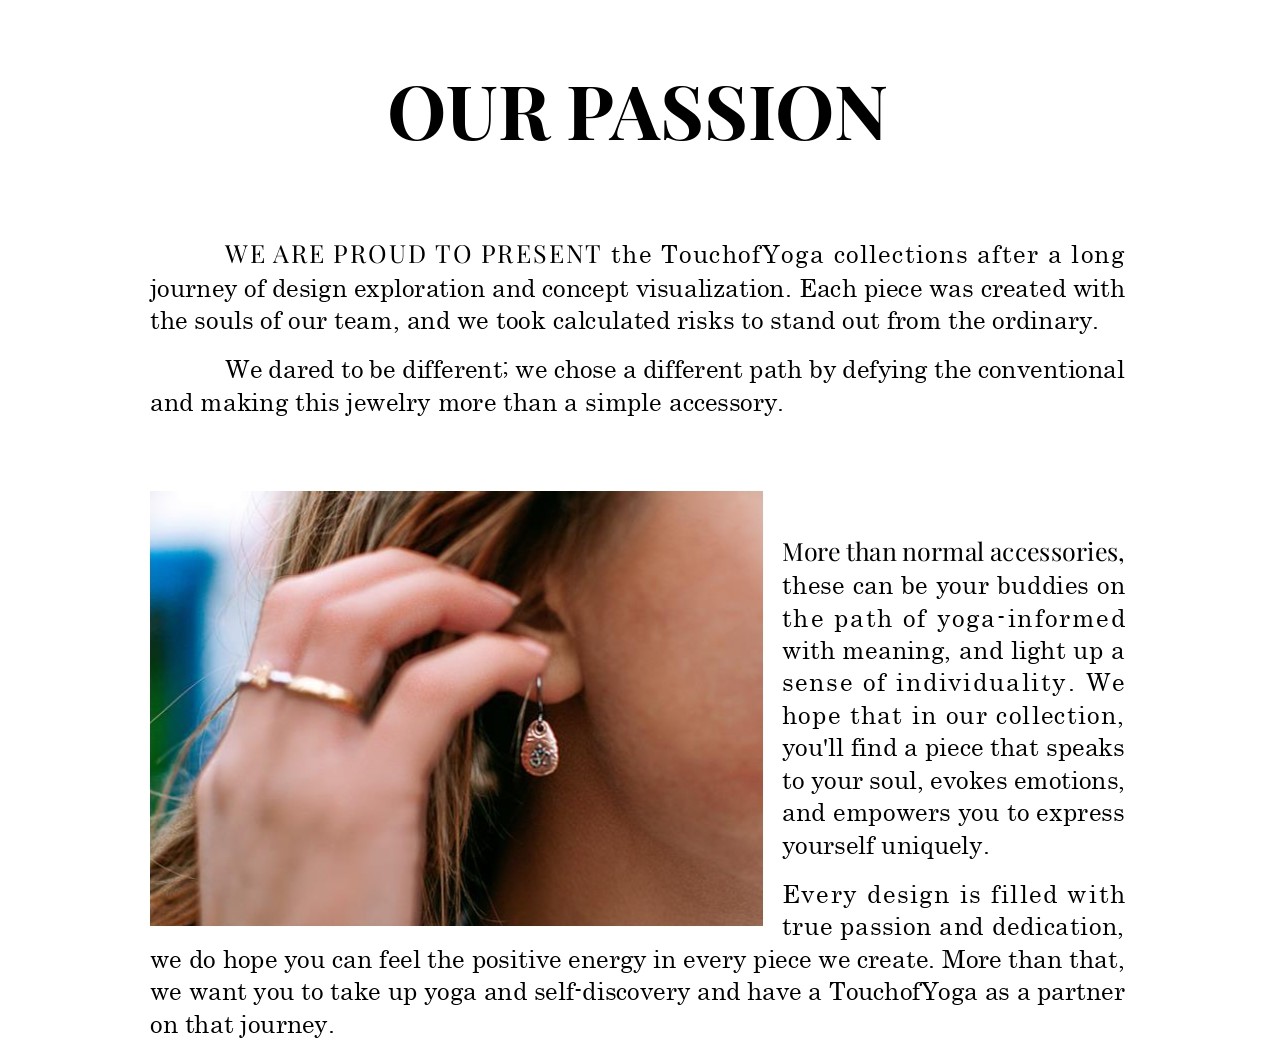 OUR PASSION
WE ARE PROUD TO PRESENT the TouchofYoga collections after a long
journey of design exploration and concept visualization. Each piece was created with
the souls of our team, and we took calculated risks to stand out from the ordinary.
We dared to be different; we chose a different path by defying the conventional
and making this jewelry more than a simple accessory.
More than normal accessories,
these can be your buddies on
the path of yoga-informed
with meaning, and light up a
sense of individuality. We
hope that in our collection,
you'll find a piece that speaks
to your soul, evokes emotions,
and empowers you to express
yourself uniquely.
Every design is filled with
true passion and dedication,
we do hope you can feel the positive energy in every piece we create. More than that,
we want you to take up yoga and self-discovery and have a TouchofYoga as a partner
on that journey.